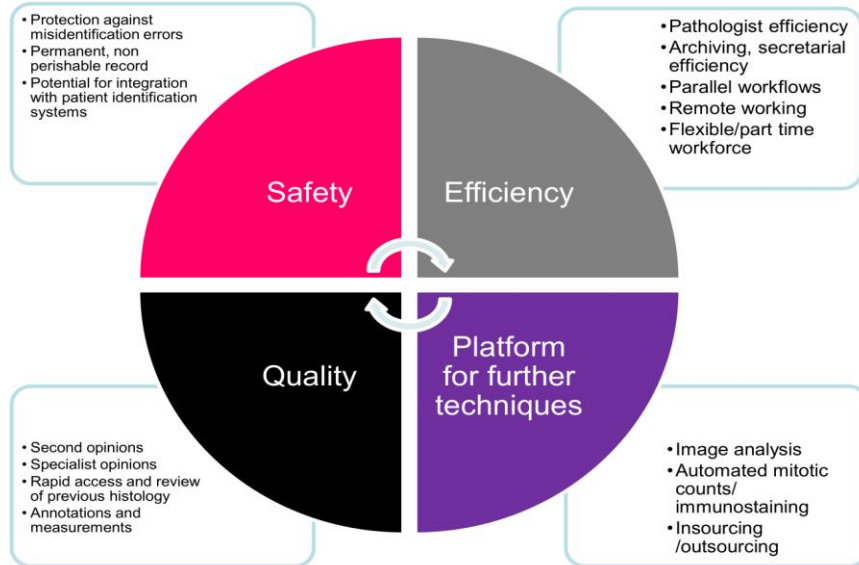 • Protection against
misidentification errors
• Permanent, non
perishable record
• Potential for integration
with patient identification
systems
• Pathologist efficiency
• Archiving, secretarial
efficiency
• Parallel workflows
• Remote working
• Flexible/part time
workforce
Safety
Efficiency
Quality
Platform
for further
techniques
• Second opinions
• Specialist opinions
• Rapid access and review
of previous histology
• Annotations and
measurements
• Image analysis
• Automated mitotic
counts/
immunostaining
• Insourcing
/outsourcing